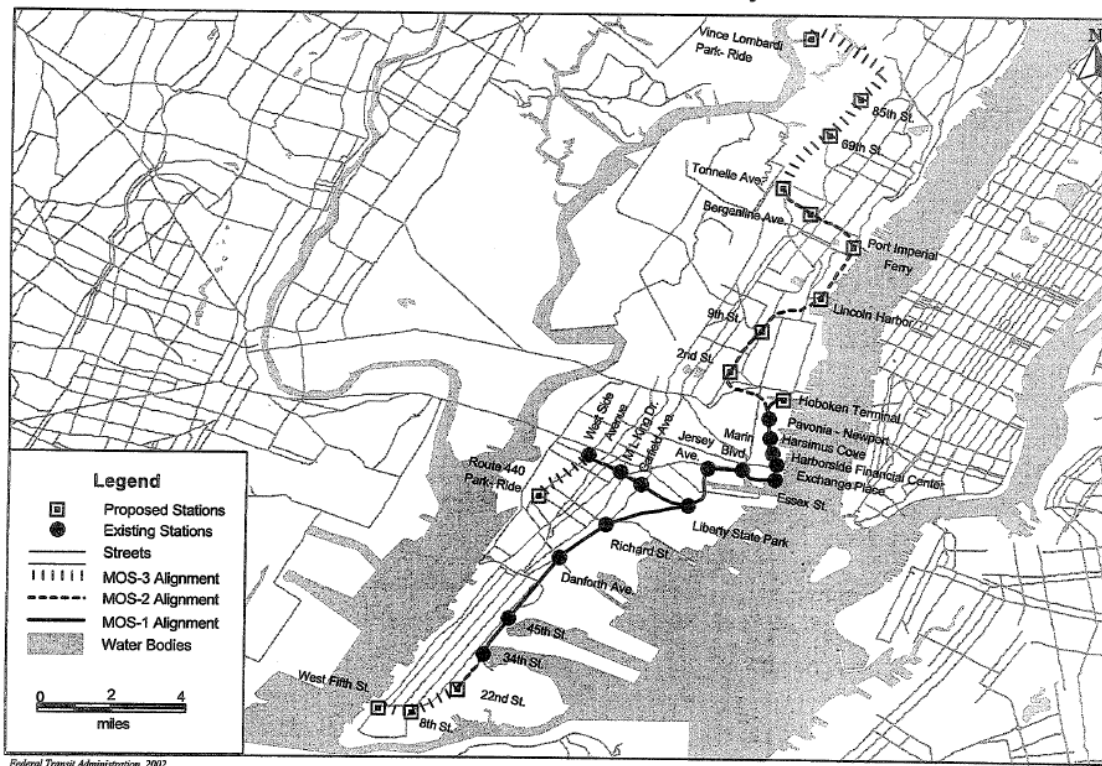 Vince Lombardi
Park- Ride
N
85th St.
69th St.
Tonnelle Ave.
Bergenline Ave.
Port Imperial
Ferry
Lincoln Harbor
9th St.
2nd St.
Hoboken Terminal
Pavonia - Newport
Harsimus Cove
Harborside Financial Center
Exchange Place
Essex St.
Marin
Blvd.
Jersey
Ave.
West Side
Avenue
M L King Dr.
Garfield Ave.
Route 440
Park- Ride
Liberty State Park
Richard St.
Danforth Ave.
45th St.
34th St.
22nd St.
8th St.
West Fifth St.
Legend
Proposed Stations
Existing Stations
Streets
MOS-3 Alignment
MOS-2 Alignment
MOS-1 Alignment
Water Bodies
0 2 4
miles
Federal Transit Administration, 2002